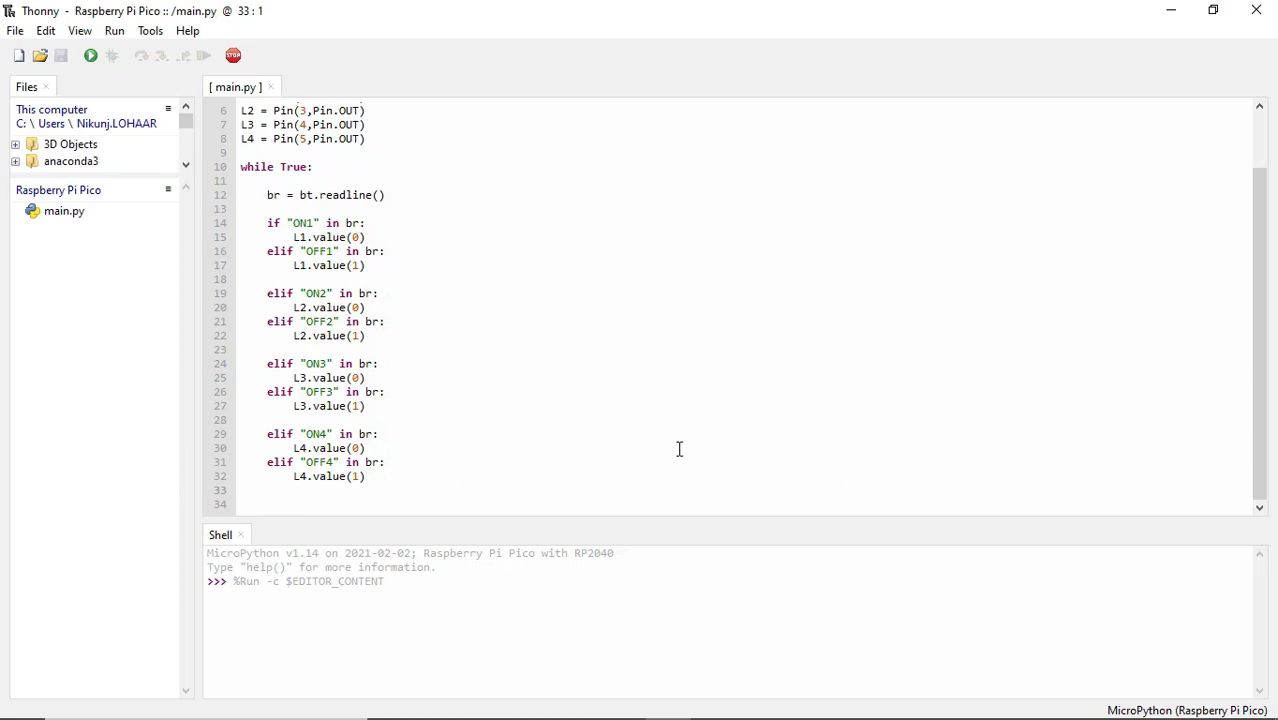 Thonny - Raspberry Pi Pico :: /main.py @ 33 : 1
File Edit View Run Tools Help
STOP
Files
This computer
C: \ Users \ Nikunj.LOHAAR
3D Objects
anaconda3
Raspberry Pi Pico
main.py
[ main.py ]
6 L2 = Pin(3,Pin.OUT)
7 L3 = Pin(4,Pin.OUT)
8 L4 = Pin(5,Pin.OUT)
9
10 while True:
11
12     br = bt.readline()
13
14     if "ON1" in br:
15         L1.value(0)
16     elif "OFF1" in br:
17         L1.value(1)
18
19     elif "ON2" in br:
20         L2.value(0)
21     elif "OFF2" in br:
22         L2.value(1)
23
24     elif "ON3" in br:
25         L3.value(0)
26     elif "OFF3" in br:
27         L3.value(1)
28
29     elif "ON4" in br:
30         L4.value(0)
31     elif "OFF4" in br:
32         L4.value(1)
33
34
Shell
MicroPython v1.14 on 2021-02-02; Raspberry Pi Pico with RP2040
Type "help()" for more information.
>>> %Run -c $EDITOR_CONTENT
MicroPython (Raspberry Pi Pico)